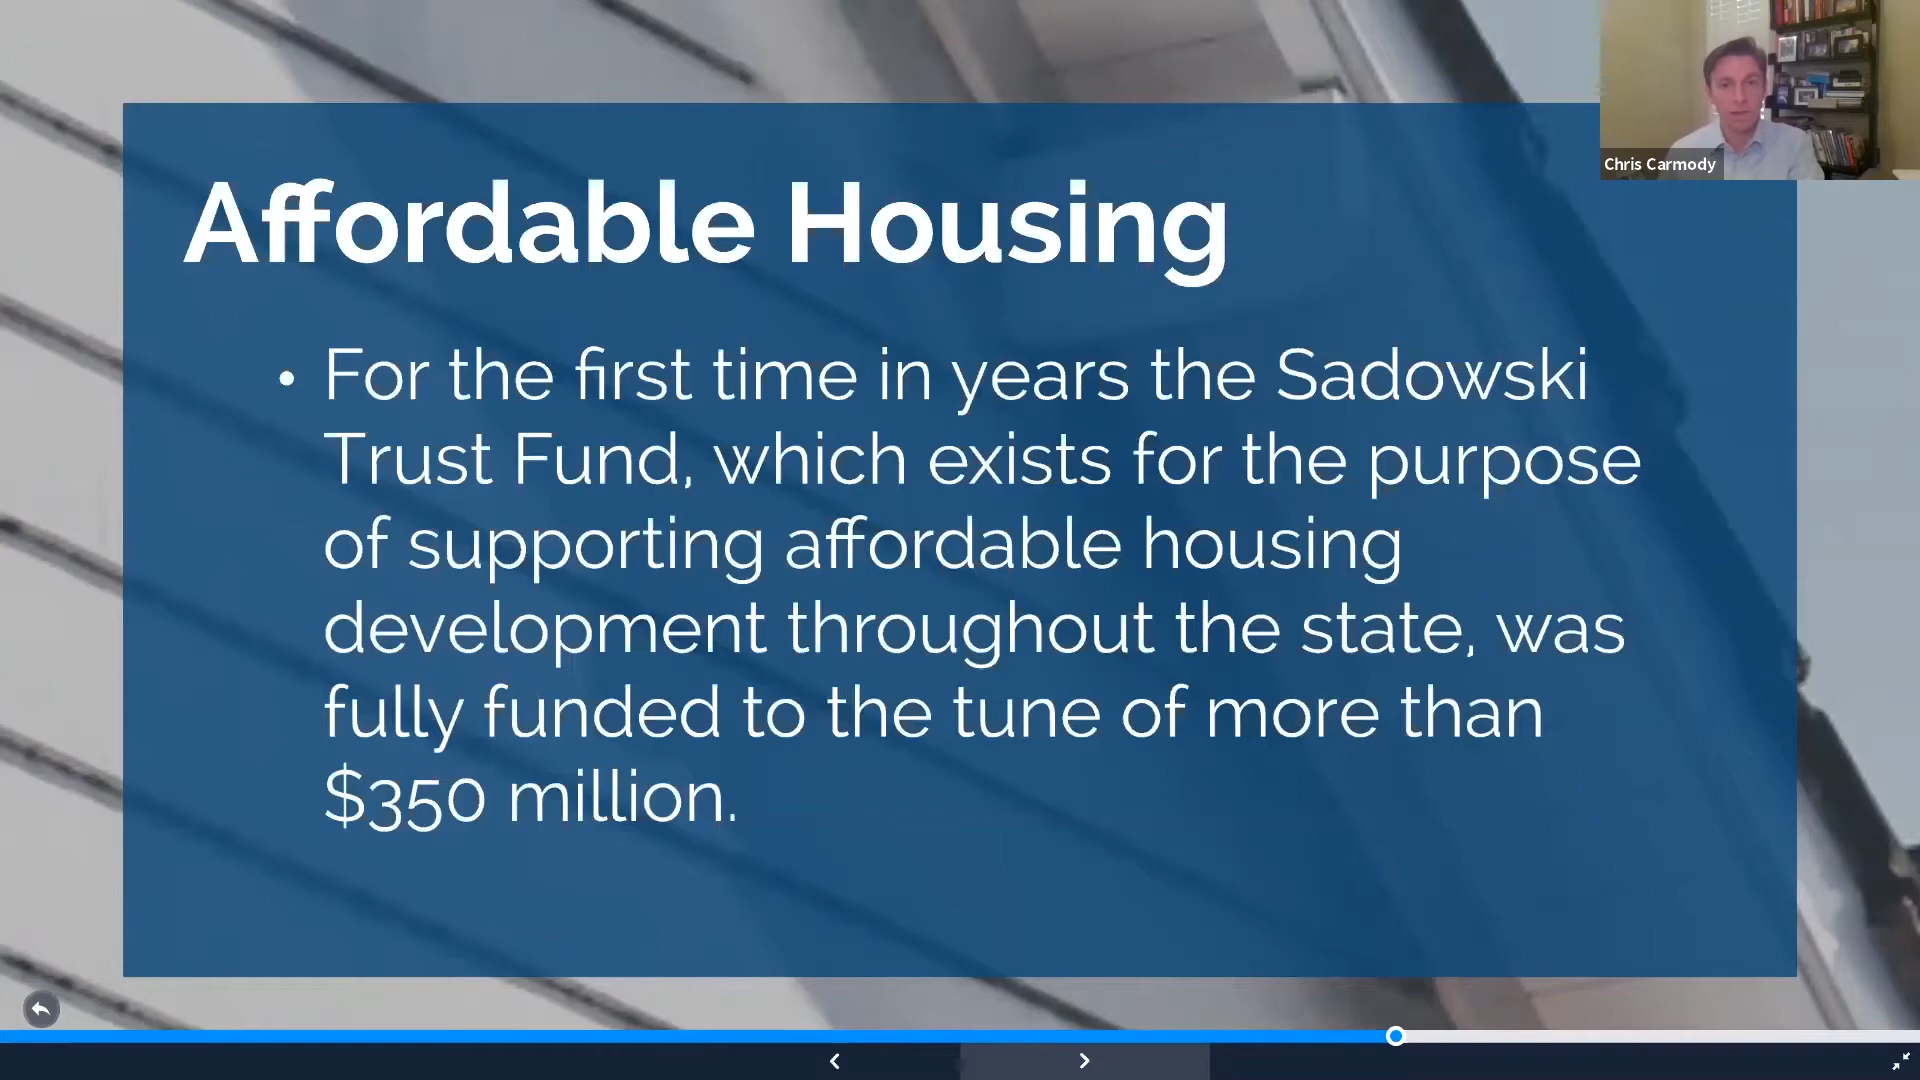 Chris Carmody
Affordable Housing
• For the first time in years the Sadowski
Trust Fund, which exists for the purpose
of supporting affordable housing
development throughout the state, was
fully funded to the tune of more than
$350 million.